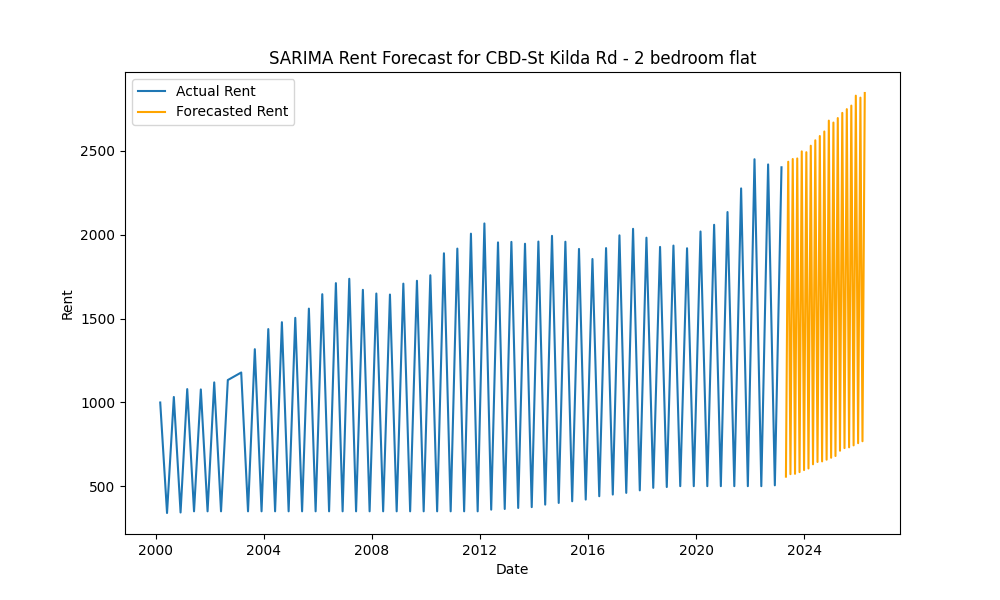 SARIMA Rent Forecast for CBD-St Kilda Rd - 2 bedroom flat
Actual Rent
Forecasted Rent
2500
2000
1500
1000
500
Rent
2000 2004 2008 2012 2016 2020 2024
Date